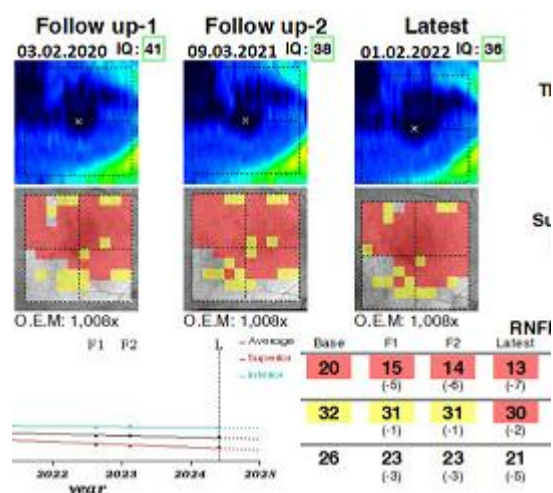 Follow up-1 Follow up-2 Latest
03.02.2020 IQ: 41 09.03.2021 IQ: 38 01.02.2022 IQ: 36
O.E.M: 1,008x O.E.M: 1,008x O.E.M: 1,008x
F1 F2 L
Average
Superior
Inferior
Base F1 F2 Latest
20 15 14 13
(-5) (-6) (-7)
32 31 31 30
(-1) (-1) (-2)
26 23 23 21
(-3) (-3) (-5)
2022 2023 2024 2025
year